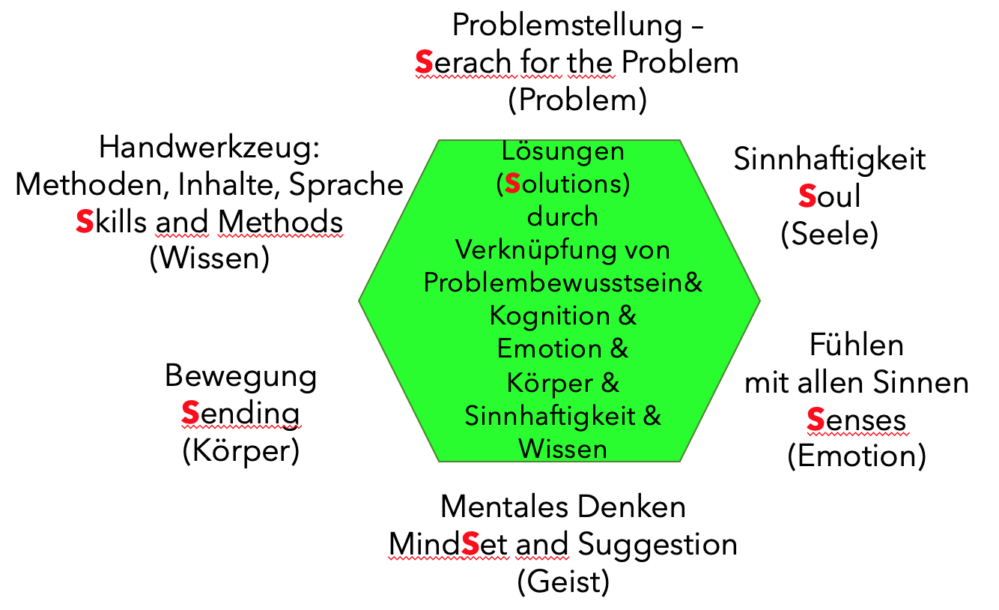 Problemstellung –
Serach for the Problem
(Problem)
Handwerkzeug:
Methoden, Inhalte, Sprache
Skills and Methods
(Wissen)
Lösungen
(Solutions)
durch
Verknüpfung von
Problembewusstsein&
Kognition &
Emotion &
Körper &
Sinnhaftigkeit &
Wissen
Sinnhaftigkeit
Soul
(Seele)
Bewegung
Sending
(Körper)
Fühlen
mit allen Sinnen
Senses
(Emotion)
Mentales Denken
MindSet and Suggestion
(Geist)